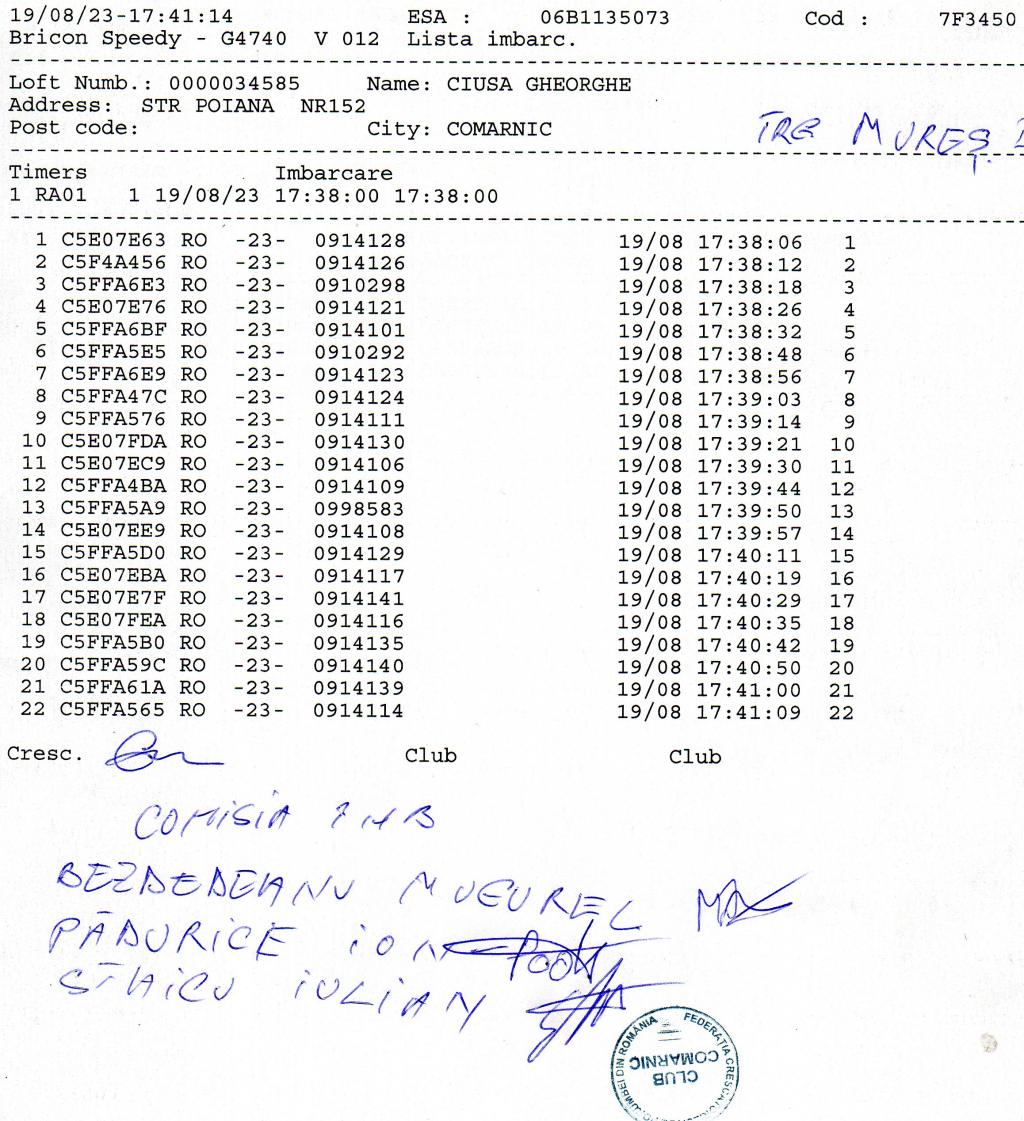 19/08/23-17:41:14 ESA : 06B1135073 Cod : 7F3450
Bricon Speedy - G4740 V 012 Lista imbarc.
Loft Numb.: 0000034585 Name: CIUSA GHEORGHE
Address: STR POIANA NR152
Post code: City: COMARNIC
TRG MUREȘ
Timers Imbarcare
1 RA01 1 19/08/23 17:38:00 17:38:00
1 C5E07E63 RO -23- 0914128 19/08 17:38:06 1
2 C5F4A456 RO -23- 0914126 19/08 17:38:12 2
3 C5FFA6E3 RO -23- 0910298 19/08 17:38:18 3
4 C5E07E76 RO -23- 0914121 19/08 17:38:26 4
5 C5FFA6BF RO -23- 0914101 19/08 17:38:32 5
6 C5FFA5E5 RO -23- 0910292 19/08 17:38:48 6
7 C5FFA6E9 RO -23- 0914123 19/08 17:38:56 7
8 C5FFA47C RO -23- 0914124 19/08 17:39:03 8
9 C5FFA576 RO -23- 0914111 19/08 17:39:14 9
10 C5E07FDA RO -23- 0914130 19/08 17:39:21 10
11 C5E07EC9 RO -23- 0914106 19/08 17:39:30 11
12 C5FFA4BA RO -23- 0914109 19/08 17:39:44 12
13 C5FFA5A9 RO -23- 0998583 19/08 17:39:50 13
14 C5E07EE9 RO -23- 0914108 19/08 17:39:57 14
15 C5FFA5D0 RO -23- 0914129 19/08 17:40:11 15
16 C5E07EBA RO -23- 0914117 19/08 17:40:19 16
17 C5E07E7F RO -23- 0914141 19/08 17:40:29 17
18 C5E07FEA RO -23- 0914116 19/08 17:40:35 18
19 C5FFA5B0 RO -23- 0914135 19/08 17:40:42 19
20 C5FFA59C RO -23- 0914140 19/08 17:40:50 20
21 C5FFA61A RO -23- 0914139 19/08 17:41:00 21
22 C5FFA565 RO -23- 0914114 19/08 17:41:09 22
Cresc. Club Club
COMISIA IMB
BEZDEDEANU MUGUREL
PĂDURICE ION
STAICU IULIAN
CLUB
COMARNIC